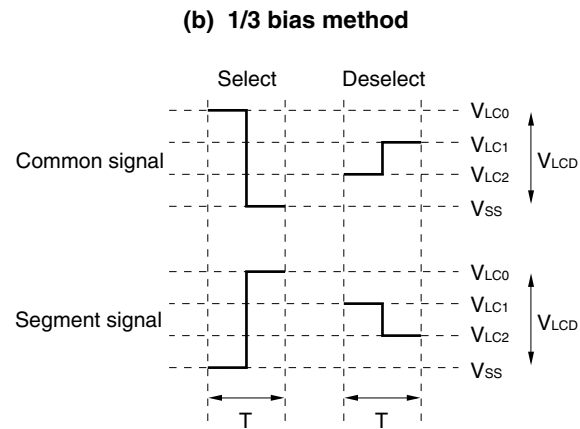 (b) 1/3 bias method
Select Deselect
Common signal
VLC0
VLC1
VLC2
VSS
VLCD
Segment signal
VLC0
VLC1
VLC2
VSS
VLCD
T T